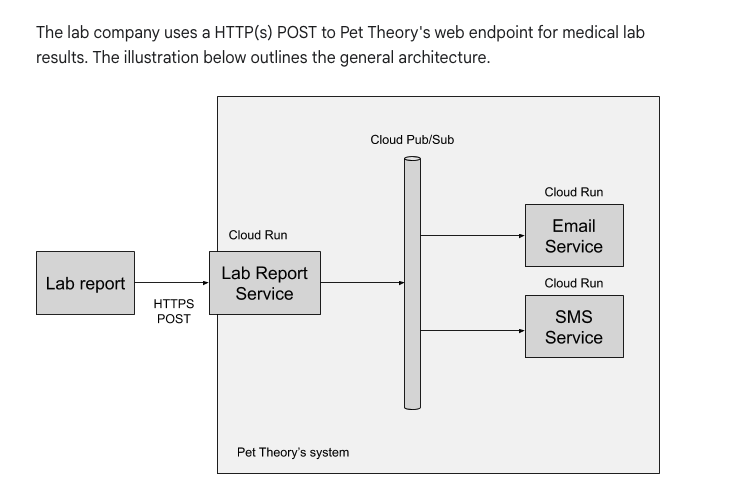 The lab company uses a HTTP(s) POST to Pet Theory's web endpoint for medical lab
results. The illustration below outlines the general architecture.
Cloud Pub/Sub
Cloud Run
Email
Service
Cloud Run
Lab report
HTTPS
POST
Lab Report
Service
Cloud Run
SMS
Service
Pet Theory's system